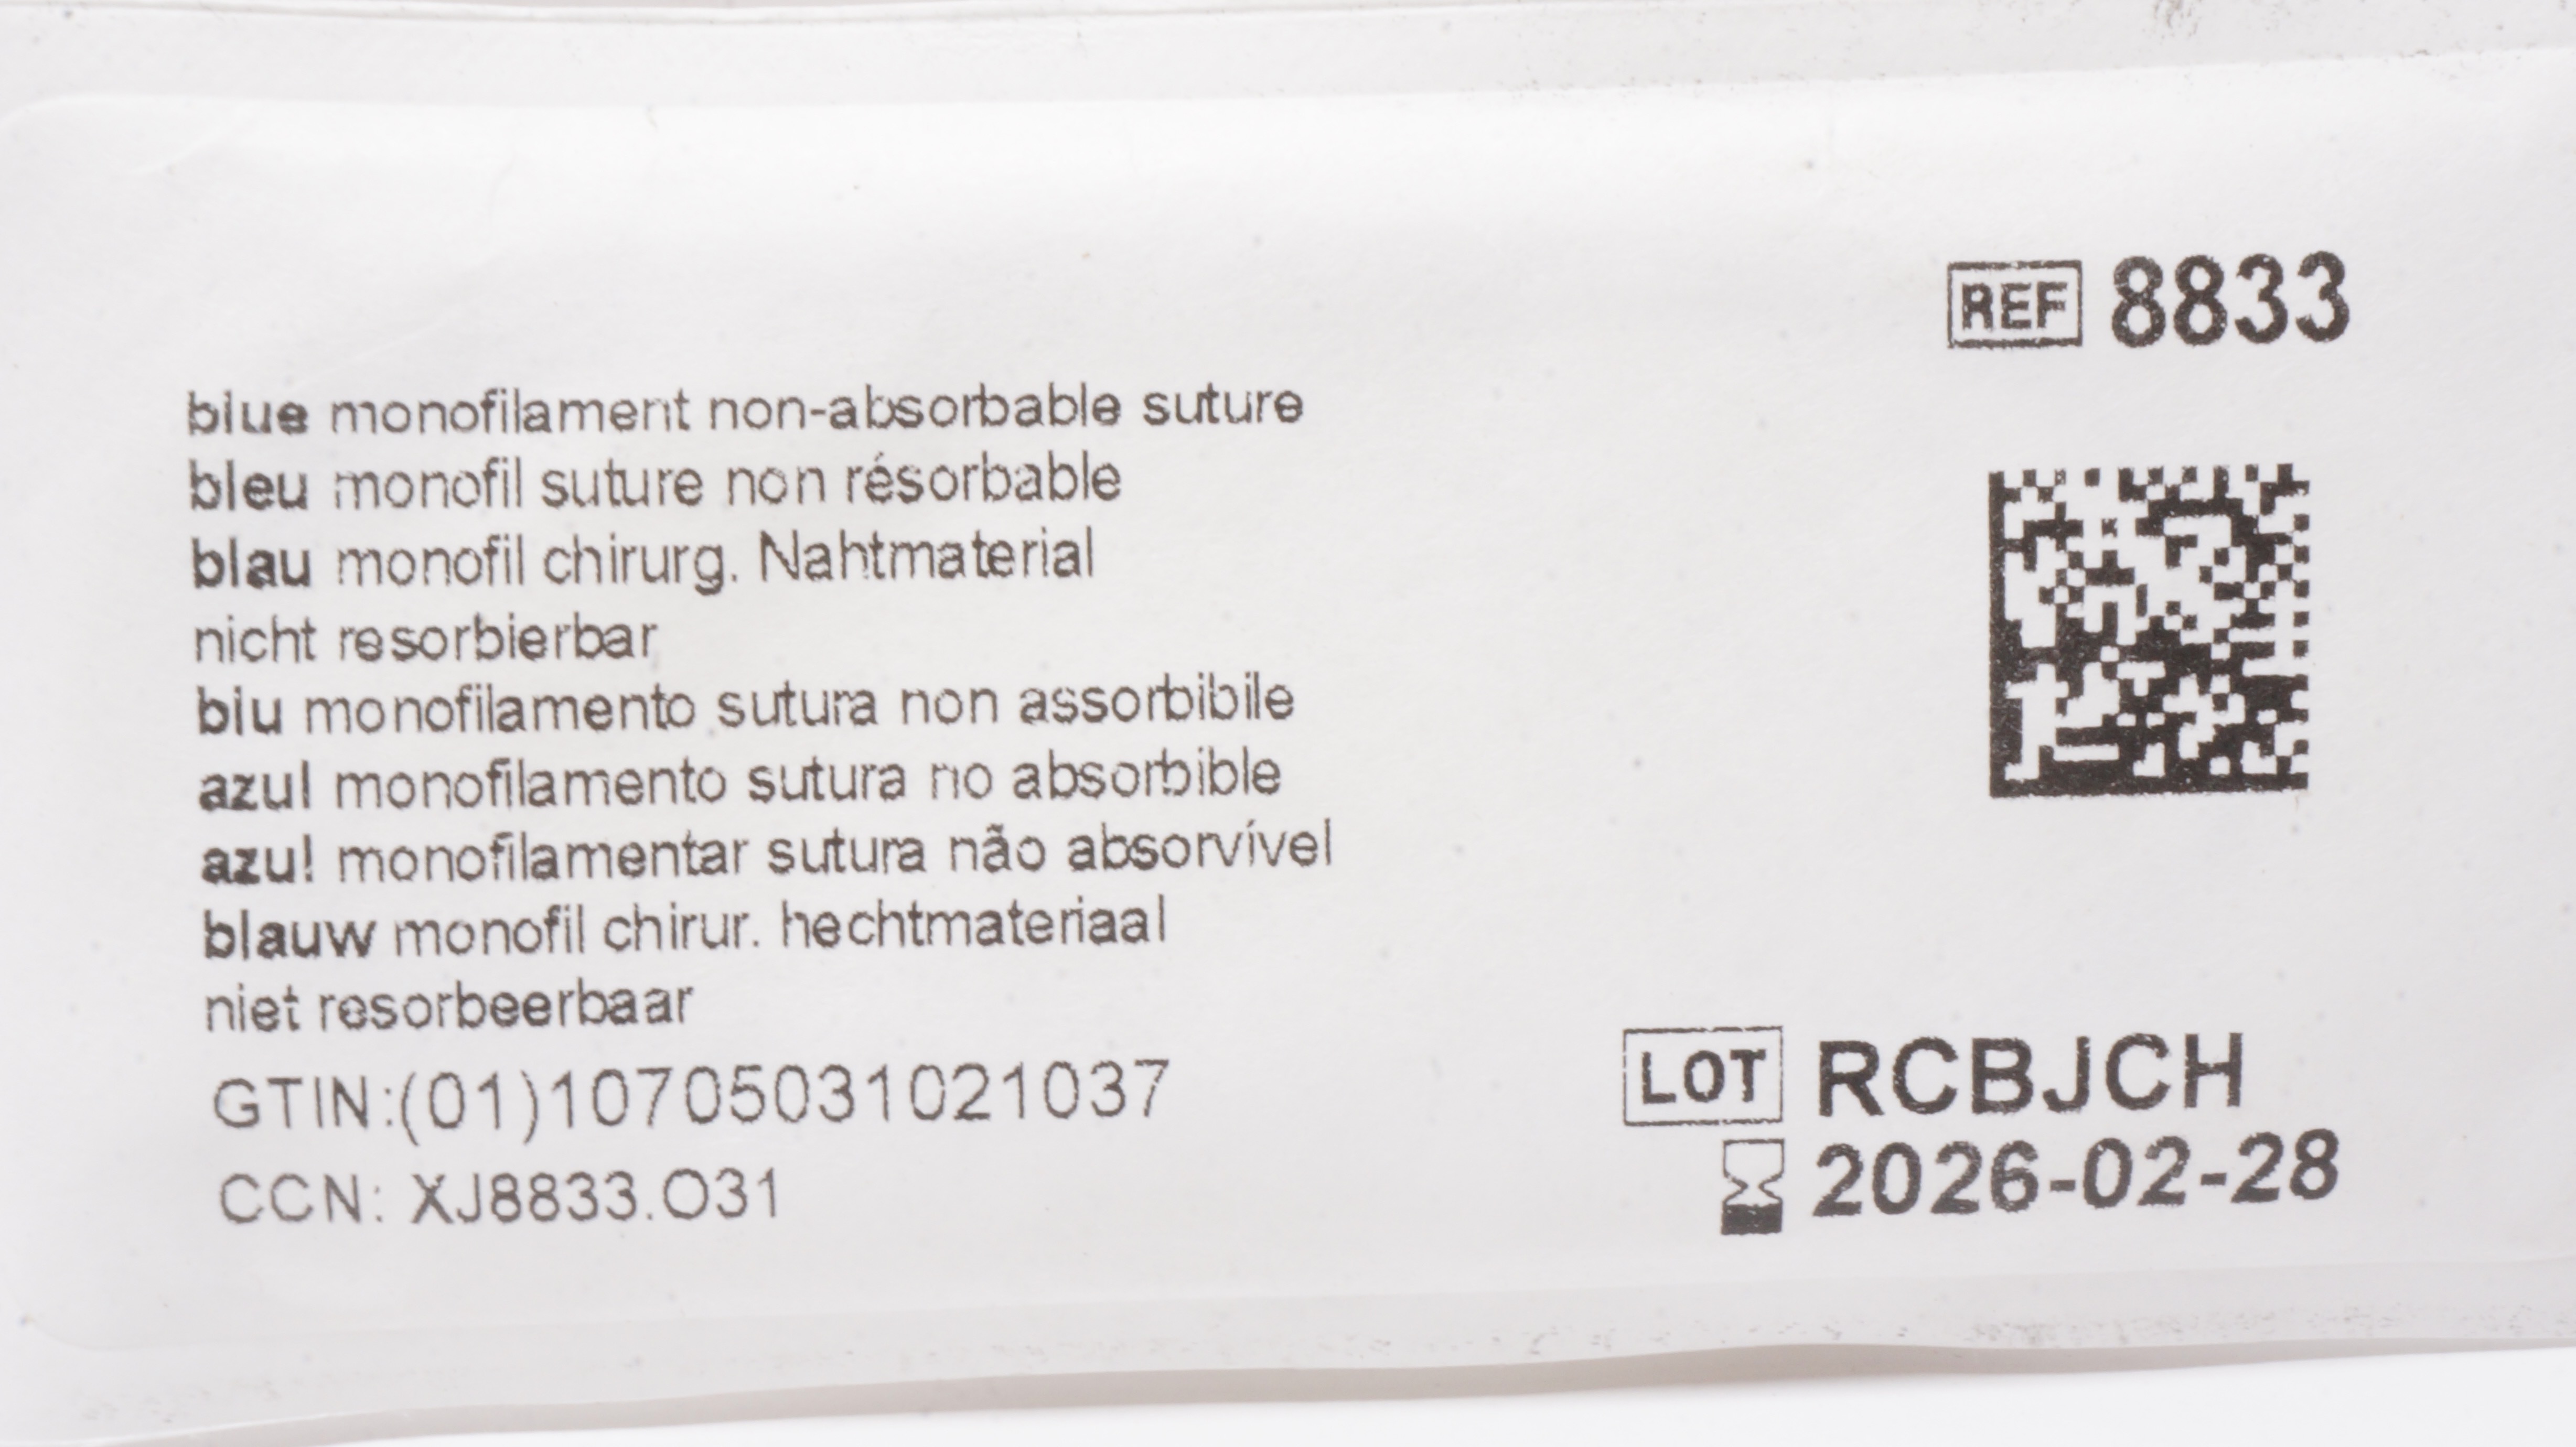 REF 8833
blue monofilament non-absorbable suture
bleu monofil suture non résorbable
blau monofil chirurg. Nahtmaterial
nicht resorbierbar
blu monofilamento sutura non assorbibile
azul monofilamento sutura no absorbible
azul monofilamentar sutura não absorvível
blauw monofil chirur. hechtmateriaal
niet resorbeerbaar
GTIN:(01)10705031021037
CCN: XJ8833.O31
LOT RCBJCH
2026-02-28